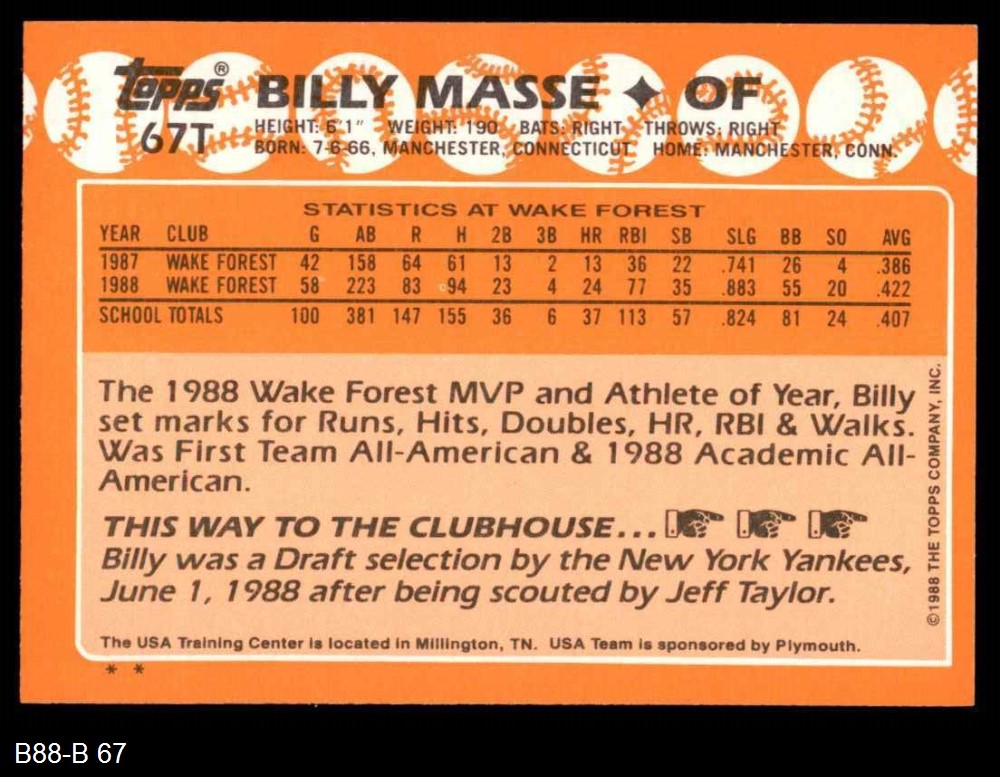 topps® BILLY MASSE ✦ OF
67T
HEIGHT: 6'1" WEIGHT: 190 BATS: RIGHT THROWS: RIGHT
BORN: 7-6-66, MANCHESTER, CONNECTICUT HOME: MANCHESTER, CONN.
STATISTICS AT WAKE FOREST
YEAR CLUB G AB R H 2B 3B HR RBI SB SLG BB SO AVG
1987 WAKE FOREST 42 158 64 61 13 2 13 36 22 .741 26 4 .386
1988 WAKE FOREST 58 223 83 94 23 4 24 77 35 .883 55 20 .422
SCHOOL TOTALS 100 381 147 155 36 6 37 113 57 .824 81 24 .407
The 1988 Wake Forest MVP and Athlete of Year, Billy
set marks for Runs, Hits, Doubles, HR, RBI & Walks.
Was First Team All-American & 1988 Academic All-
American.
THIS WAY TO THE CLUBHOUSE...
Billy was a Draft selection by the New York Yankees,
June 1, 1988 after being scouted by Jeff Taylor.
The USA Training Center is located in Millington, TN. USA Team is sponsored by Plymouth.
* *
©1988 THE TOPPS COMPANY, INC.
B88-B 67